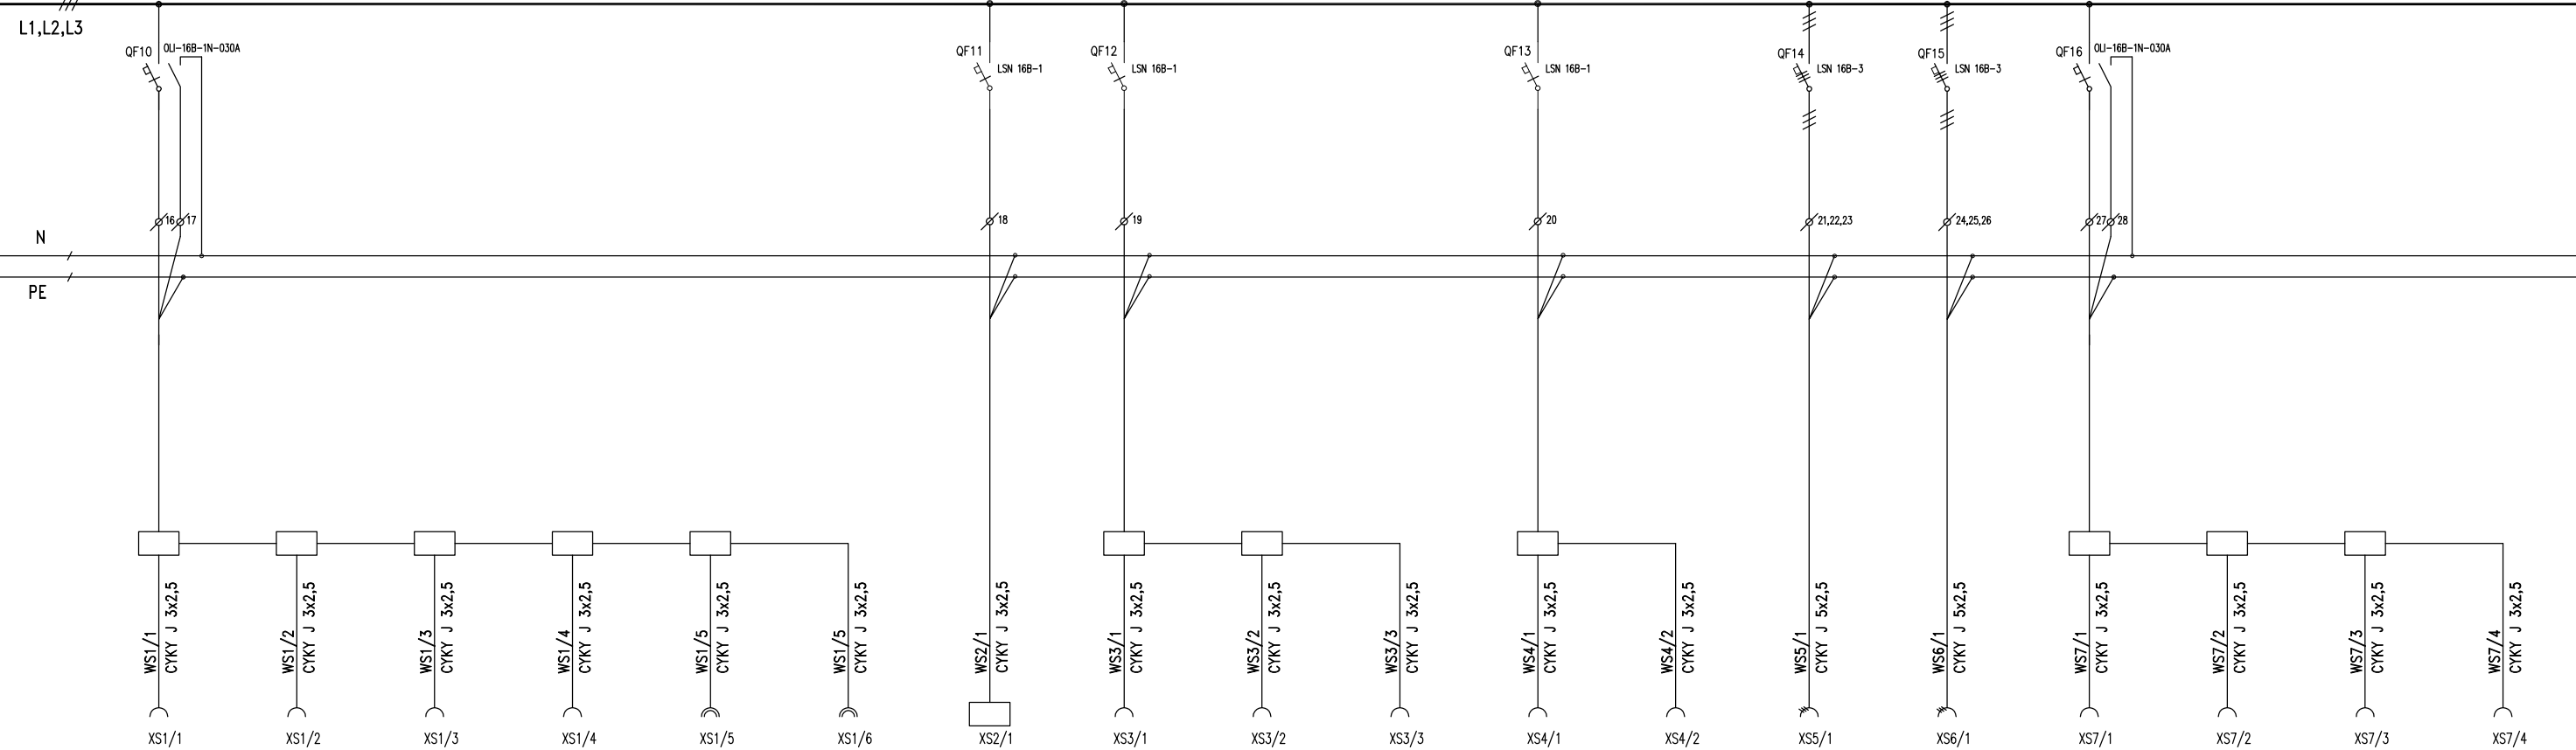 L1,L2,L3
QF10 OLI-16B-1N-030A
QF11
LSN 16B-1
QF12
LSN 16B-1
QF13
LSN 16B-1
QF14
LSN 16B-3
QF15
LSN 16B-3
QF16 OLI-16B-1N-030A
16 17
18
19
20
21,22,23
24,25,26
27 28
N
PE
WS1/1
CYKY J 3x2,5
WS1/2
CYKY J 3x2,5
WS1/3
CYKY J 3x2,5
WS1/4
CYKY J 3x2,5
WS1/5
CYKY J 3x2,5
WS1/5
CYKY J 3x2,5
WS2/1
CYKY J 3x2,5
WS3/1
CYKY J 3x2,5
WS3/2
CYKY J 3x2,5
WS3/3
CYKY J 3x2,5
WS4/1
CYKY J 3x2,5
WS4/2
CYKY J 3x2,5
WS5/1
CYKY J 5x2,5
WS6/1
CYKY J 5x2,5
WS7/1
CYKY J 3x2,5
WS7/2
CYKY J 3x2,5
WS7/3
CYKY J 3x2,5
WS7/4
CYKY J 3x2,5
XS1/1
XS1/2
XS1/3
XS1/4
XS1/5
XS1/6
XS2/1
XS3/1
XS3/2
XS3/3
XS4/1
XS4/2
XS5/1
XS6/1
XS7/1
XS7/2
XS7/3
XS7/4